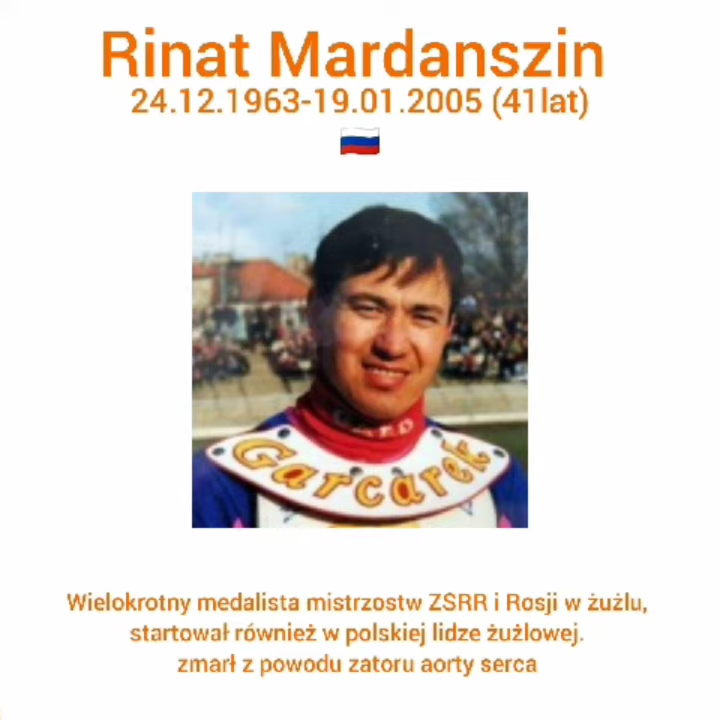 Rinat Mardanszin
24.12.1963-19.01.2005 (41lat)
Garcarek
Wielokrotny medalista mistrzostw ZSRR i Rosji w żużlu,
startował również w polskiej lidze żużlowej.
zmarł z powodu zatoru aorty serca